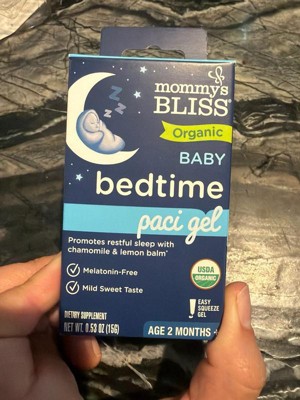 mommy's
BLISS®
Organic
BABY
bedtime
paci gel
Promotes restful sleep with
chamomile & lemon balm*
Melatonin-Free
Mild Sweet Taste
USDA
ORGANIC
EASY
SQUEEZE
GEL
DIETARY SUPPLEMENT
NET WT. 0.53 OZ (15G)
AGE 2 MONTHS +